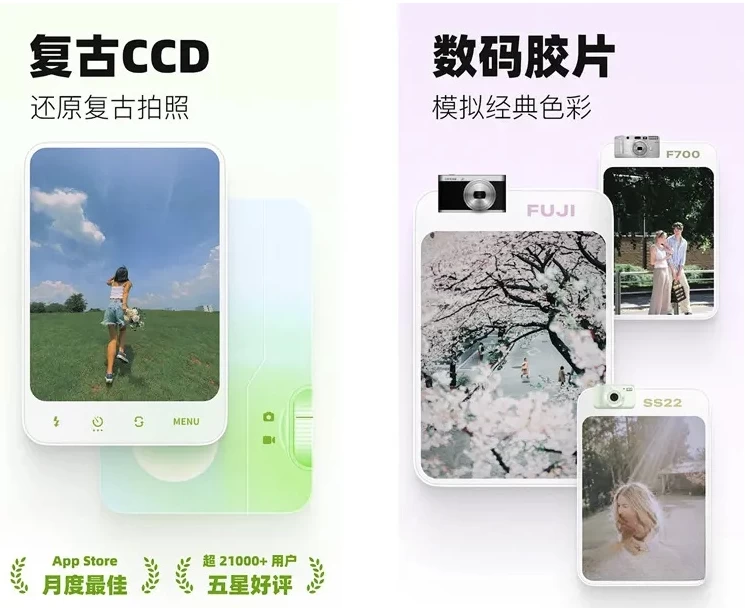 复古CCD
还原复古拍照
MENU
App Store
月度最佳
超 21000+ 用户
五星好评
数码胶片
模拟经典色彩
F700
FUJI
SS22